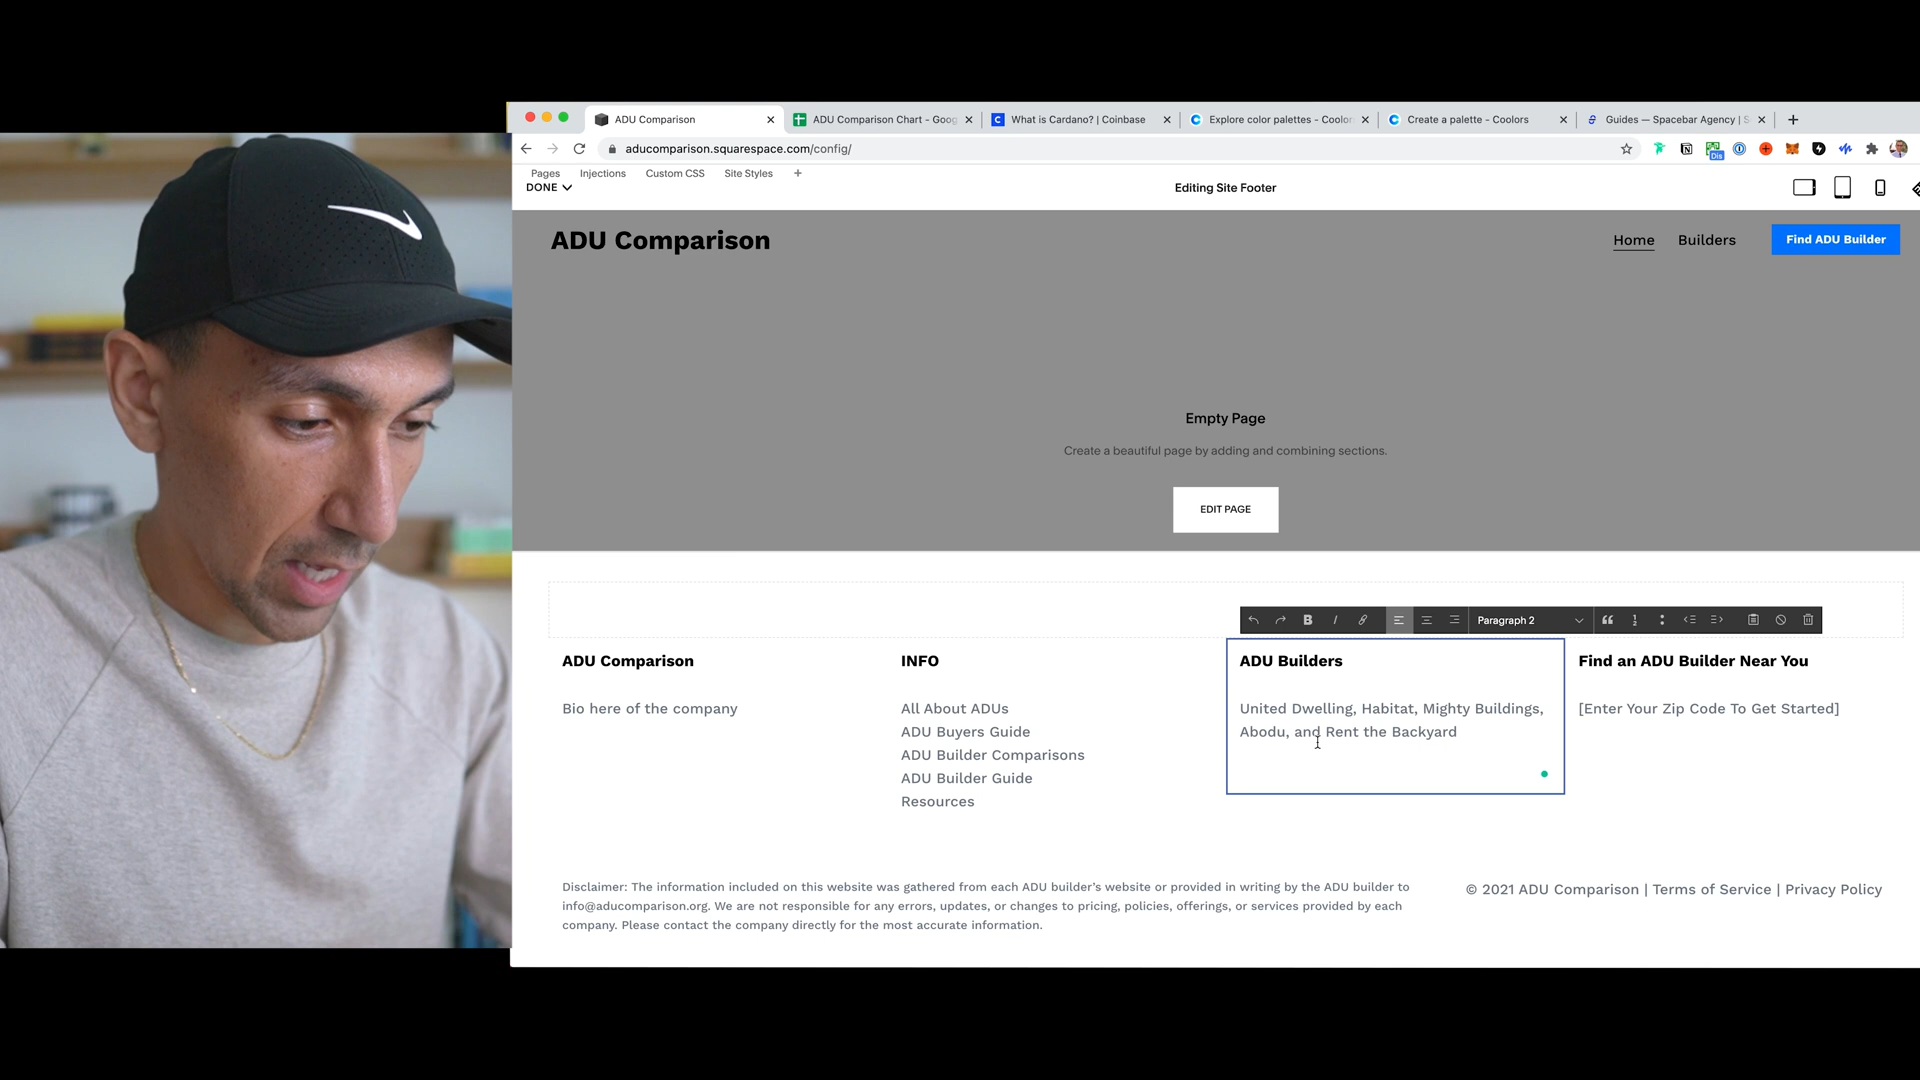 ADU Comparison
ADU Comparison Chart - Goog
What is Cardano? | Coinbase
Explore color palettes - Coolor
Create a palette - Coolors
Guides — Spacebar Agency | S
aducomparison.squarespace.com/config/
Dis
Pages Injections Custom CSS Site Styles +
DONE
Editing Site Footer
ADU Comparison
Home Builders Find ADU Builder
Empty Page
Create a beautiful page by adding and combining sections.
EDIT PAGE
B I Paragraph 2
ADU Comparison
Bio here of the company
INFO
All About ADUs
ADU Buyers Guide
ADU Builder Comparisons
ADU Builder Guide
Resources
ADU Builders
United Dwelling, Habitat, Mighty Buildings,
Abodu, and Rent the Backyard
Find an ADU Builder Near You
[Enter Your Zip Code To Get Started]
Disclaimer: The information included on this website was gathered from each ADU builder's website or provided in writing by the ADU builder to
info@aducomparison.org. We are not responsible for any errors, updates, or changes to pricing, policies, offerings, or services provided by each
company. Please contact the company directly for the most accurate information.
© 2021 ADU Comparison | Terms of Service | Privacy Policy